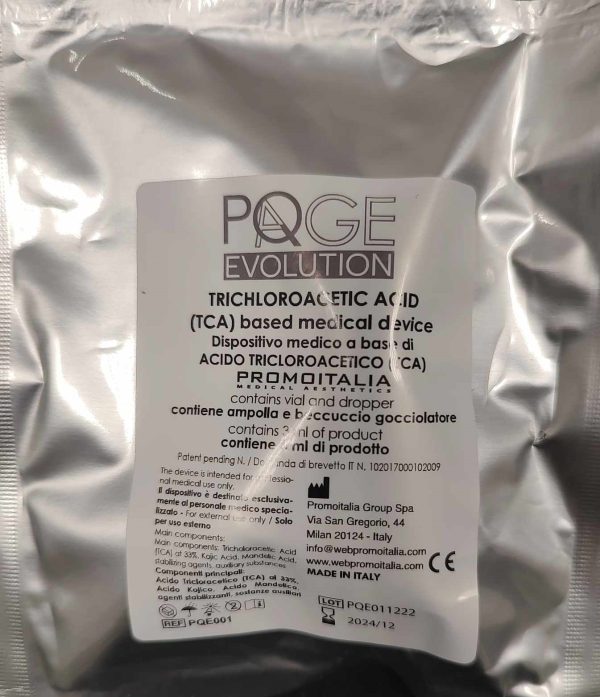 PQAGE
EVOLUTION
TRICHLOROACETIC ACID
(TCA) based medical device
Dispositivo medico a base di
ACIDO TRICLOROACETICO (TCA)
PROMOITALIA
MEDICAL AESTHETICS
contains vial and dropper
contiene ampolla e beccuccio gocciolatore
contains 3 ml of product
contiene ml di prodotto
Patent pending N. / Domanda di brevetto IT N. 102017000102009
The device is intended for professio-
nal medical use only.
Il dispositivo è destinato esclusiva-
mente al personale medico specia-
lizzato - For external use only / Solo
per uso esterno
Main components:
Main components: Trichloroacetic Acid
(TCA) at 33%, Kojic Acid, Mandelic Acid,
stabilizing agents, auxiliary substances
Componenti principali:
Acido Tricloracetico (TCA) al 33%,
Acido Kojico, Acido Mandelico,
agenti stabilizzanti, sostanze ausiliari
REF PQE001
Promoitalia Group Spa
Via San Gregorio, 44
Milan 20124 - Italy
info@webpromoitalia.com
www.webpromoitalia.com CE
MADE IN ITALY
LOT PQE011222
2024/12